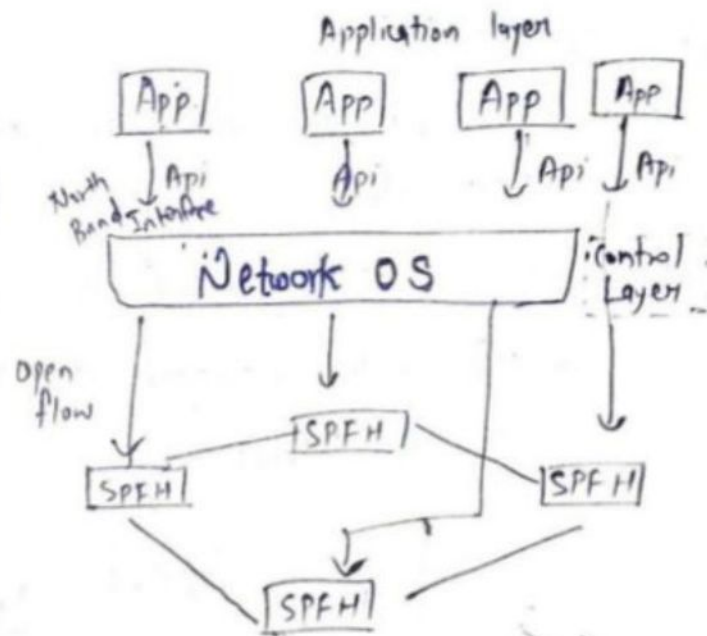 Application layer
App
App
App
App
Api
Api
Api
Api
North
Band Interface
Network OS
Control
Layer
Open
flow
SPFH
SPFH
SPFH
SPFH